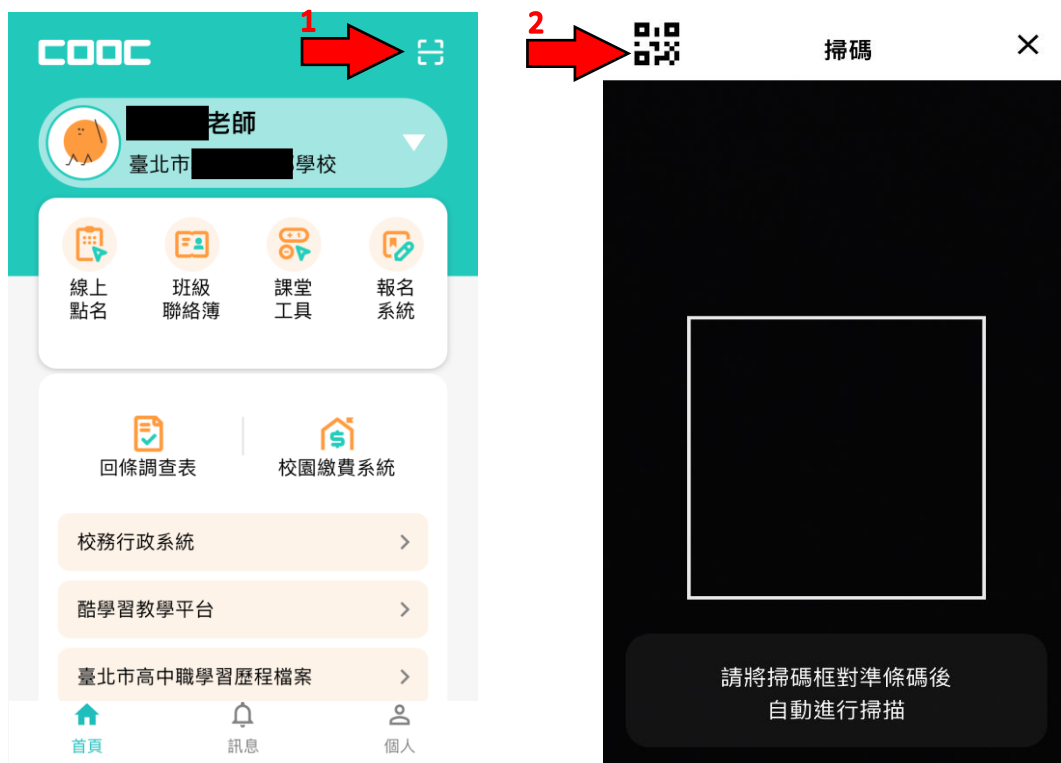 1
COOC
老師
臺北市 學校
線上
點名
班級
聯絡簿
課堂
工具
報名
系統
回條調查表
校園繳費系統
校務行政系統
酷學習教學平台
臺北市高中職學習歷程檔案
首頁
訊息
個人
2
掃碼
請將掃碼框對準條碼後
自動進行掃描